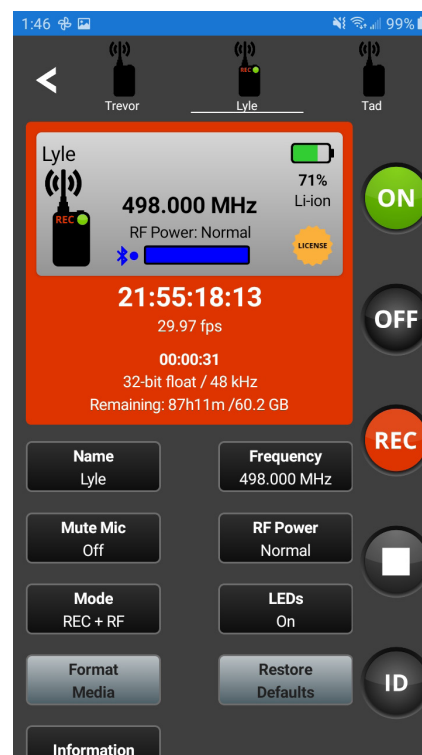 1:46 99%
REC
Trevor Lyle Tad
Lyle
71%
Li-ion
REC
498.000 MHz
RF Power: Normal
LICENSE
21:55:18:13
29.97 fps
00:00:31
32-bit float / 48 kHz
Remaining: 87h11m /60.2 GB
ON
OFF
REC
ID
Name
Lyle
Frequency
498.000 MHz
Mute Mic
Off
RF Power
Normal
Mode
REC + RF
LEDs
On
Format
Media
Restore
Defaults
Information